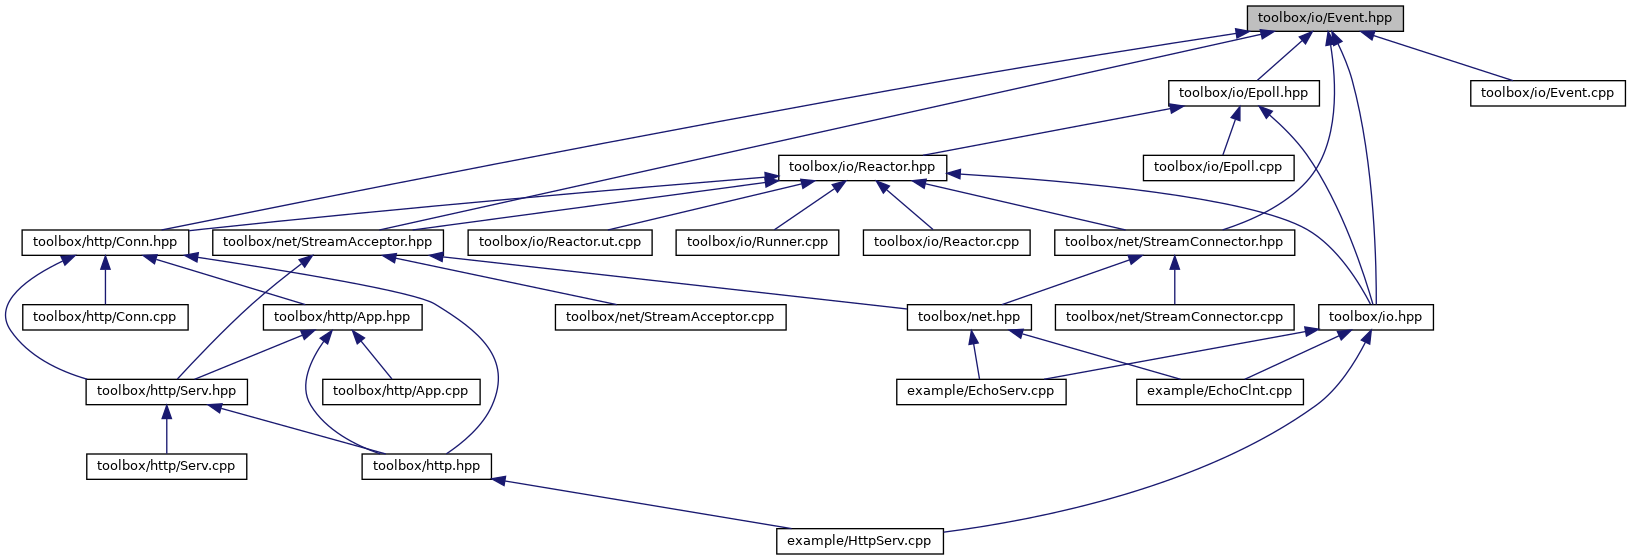 toolbox/io/Event.hpp
toolbox/io/Epoll.hpp
toolbox/io/Event.cpp
toolbox/io/Reactor.hpp
toolbox/io/Epoll.cpp
toolbox/http/Conn.hpp
toolbox/net/StreamAcceptor.hpp
toolbox/io/Reactor.ut.cpp
toolbox/io/Runner.cpp
toolbox/io/Reactor.cpp
toolbox/net/StreamConnector.hpp
toolbox/http/Conn.cpp
toolbox/http/App.hpp
toolbox/net/StreamAcceptor.cpp
toolbox/net.hpp
toolbox/net/StreamConnector.cpp
toolbox/io.hpp
toolbox/http/Serv.hpp
toolbox/http/App.cpp
example/EchoServ.cpp
example/EchoClnt.cpp
toolbox/http/Serv.cpp
toolbox/http.hpp
example/HttpServ.cpp